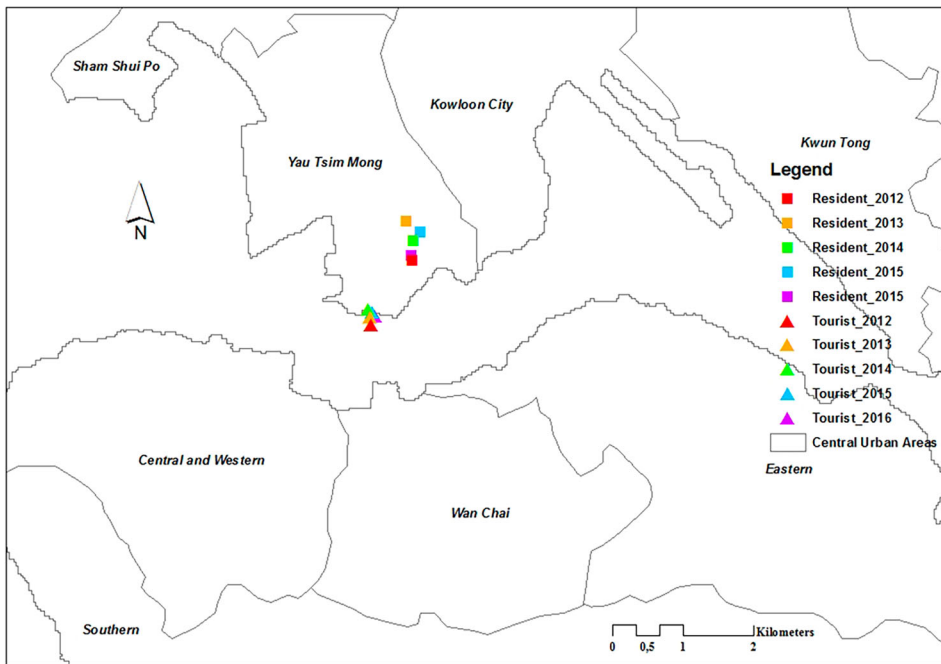 Sham Shui Po
Kowloon City
Kwun Tong
Yau Tsim Mong
Legend
Resident_2012
Resident_2013
Resident_2014
Resident_2015
Resident_2015
Tourist_2012
Tourist_2013
Tourist_2014
Tourist_2015
Tourist_2016
Central Urban Areas
N
Central and Western
Eastern
Wan Chai
Southern
Kilometers
0 0,5 1 2